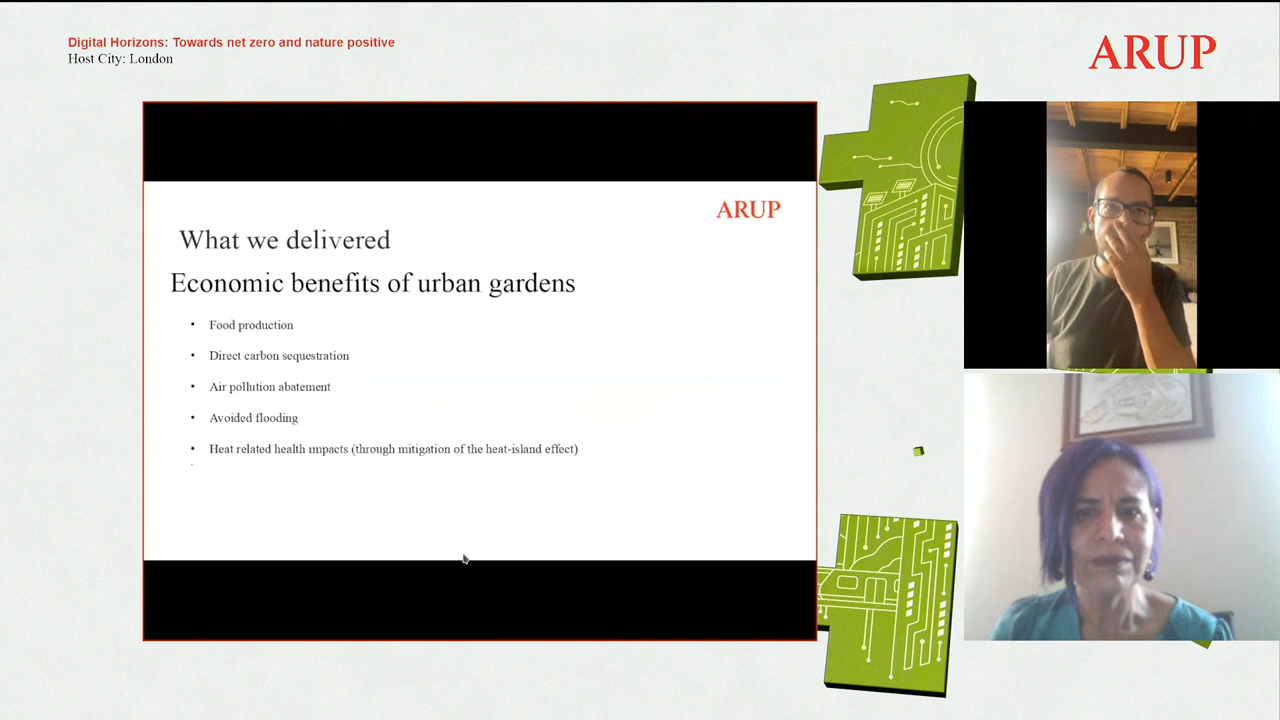 Digital Horizons: Towards net zero and nature positive
Host City: London
ARUP
ARUP
What we delivered
Economic benefits of urban gardens
• Food production
• Direct carbon sequestration
• Air pollution abatement
• Avoided flooding
• Heat related health impacts (through mitigation of the heat-island effect)